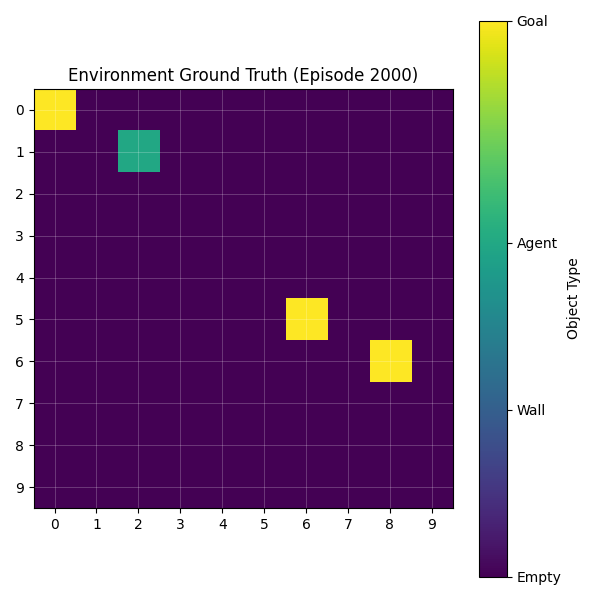 Environment Ground Truth (Episode 2000)
0
1
2
3
4
5
6
7
8
9
0 1 2 3 4 5 6 7 8 9
Goal
Agent
Wall
Empty
Object Type